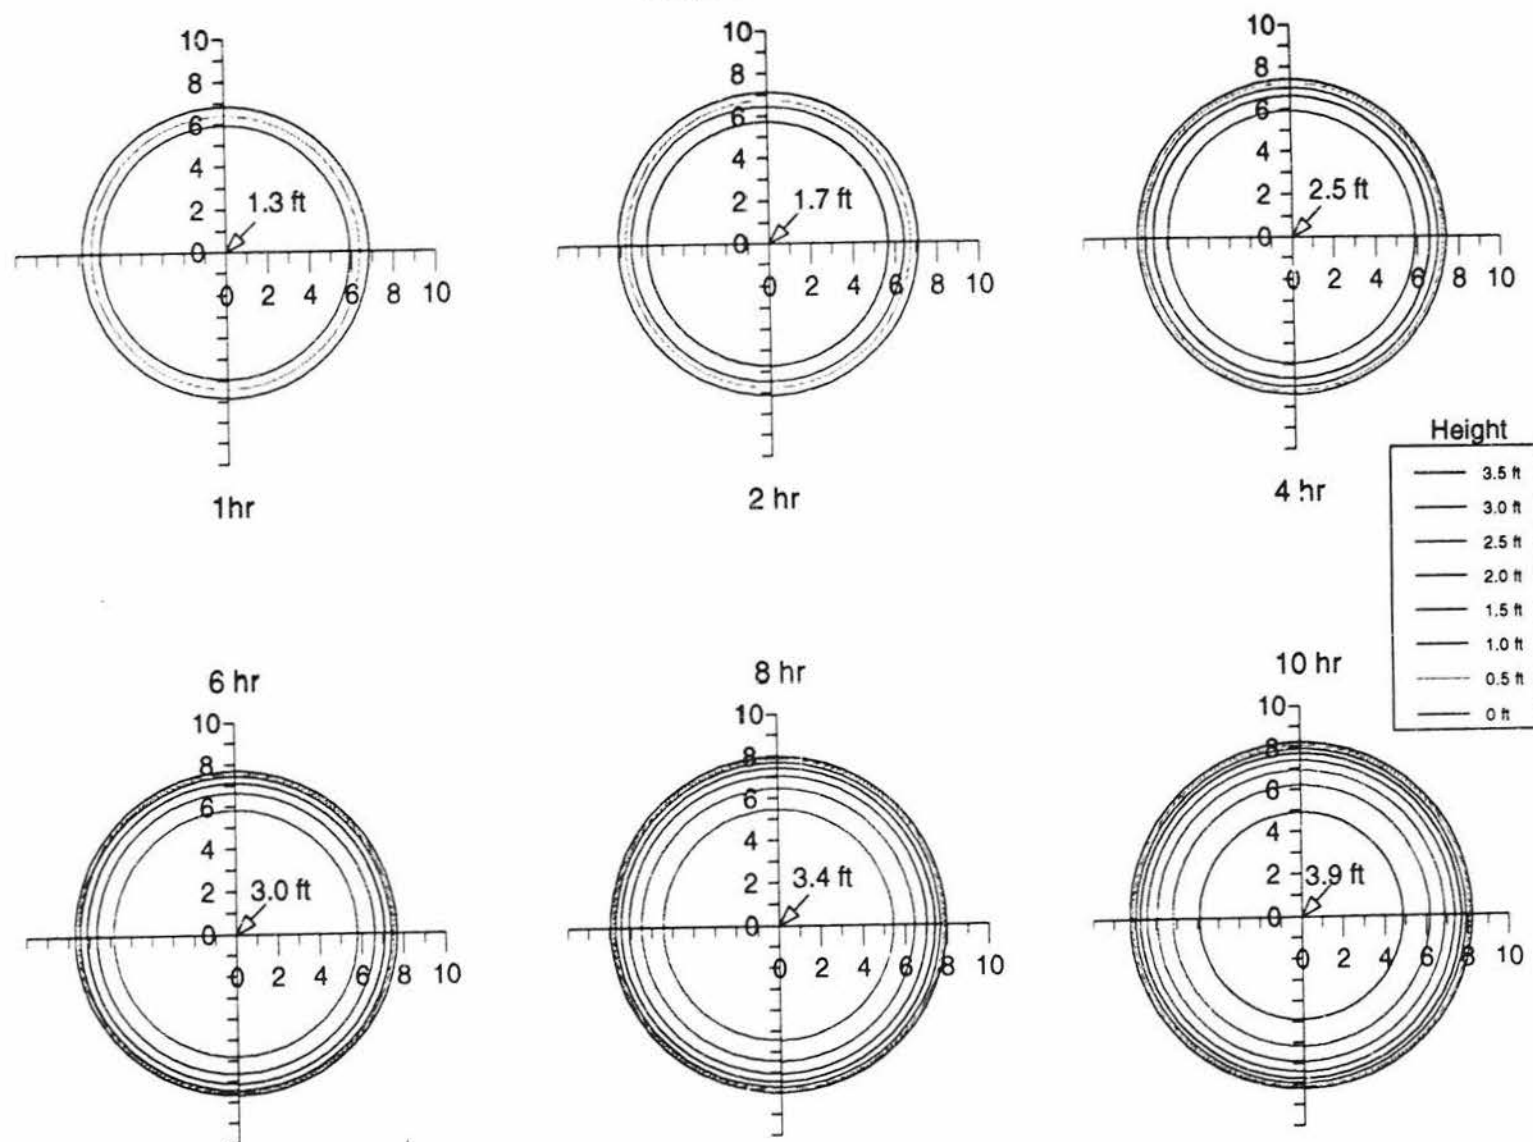 10 10 10
8 8 8
6 6 6
4 4 4
1.3 ft 1.7 ft 2.5 ft
2 2 2
0 0 0
0 2 4 6 8 10 0 2 4 6 8 10 0 2 4 6 8 10
1hr 2 hr 4 hr
Height
3.5 ft
3.0 ft
2.5 ft
2.0 ft
1.5 ft
1.0 ft
0.5 ft
0 ft
6 hr 8 hr 10 hr
10 10 10
8 8 8
6 6 6
4 4 4
3.0 ft 3.4 ft 3.9 ft
2 2 2
0 0 0
0 2 4 6 8 10 0 2 4 6 8 10 0 2 4 6 8 10